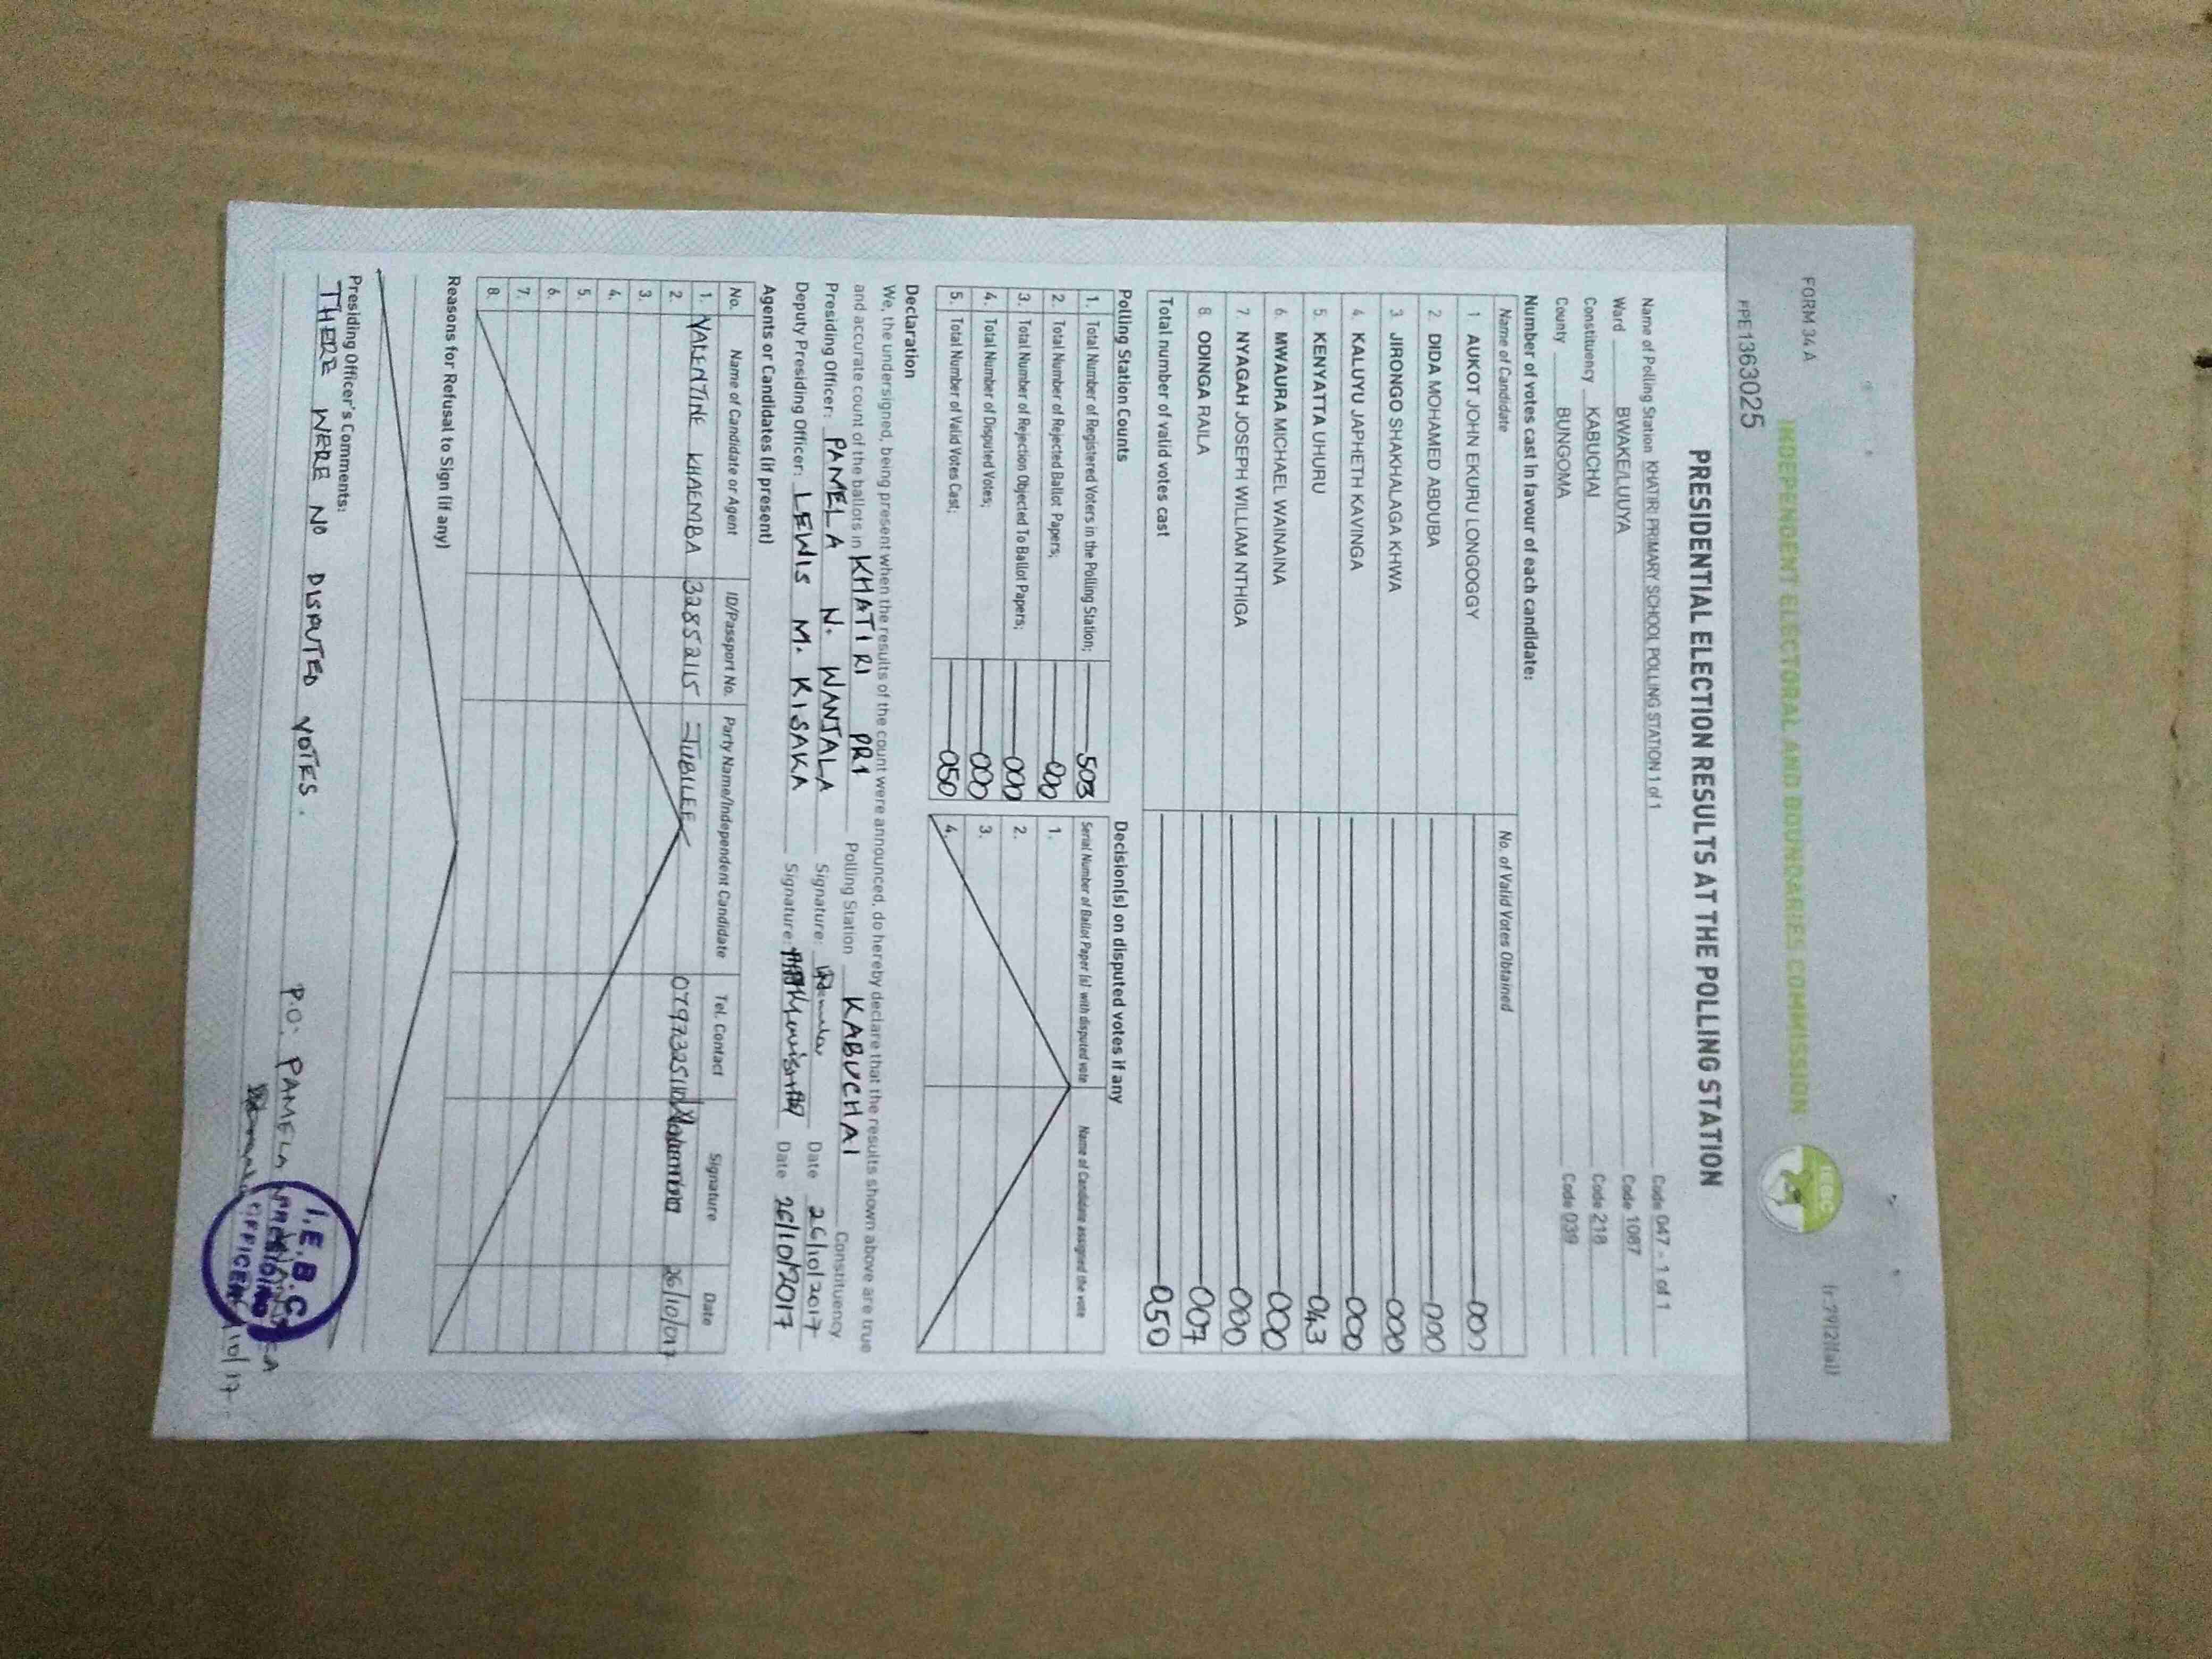 FORM 34 A
(r.79(2)(a))
INDEPENDENT ELECTORAL AND BOUNDARIES COMMISSION
IEBC
PPE1363025
PRESIDENTIAL ELECTION RESULTS AT THE POLLING STATION
Name of Polling Station KHATIRI PRIMARY SCHOOL POLLING STATION 1 of 1 Code 047 - 1 of 1
Ward BWAKE/LUUYA Code 1087
Constituency KABUCHAI Code 218
County BUNGOMA Code 039
Number of votes cast in favour of each candidate:
Name of Candidate No. of Valid Votes Obtained
1 AUKOT JOHN EKURU LONGOGGY 000
2 DIDA MOHAMED ABDUBA 000
3 JIRONGO SHAKHALAGA KHWA 000
4. KALUYU JAPHETH KAVINGA 000
5 KENYATTA UHURU 043
6 MWAURA MICHAEL WAINAINA 000
7 NYAGAH JOSEPH WILLIAM NTHIGA 000
8 ODINGA RAILA 007
Total number of valid votes cast 050
Polling Station Counts
1. Total Number of Registered Voters in the Polling Station; 503
2. Total Number of Rejected Ballot Papers; 000
3. Total Number of Rejection Objected To Ballot Papers; 000
4. Total Number of Disputed Votes; 000
5. Total Number of Valid Votes Cast; 050
Decision(s) on disputed votes if any
Serial Number of Ballot Paper (s) with disputed vote Name of Candidate assigned the vote
1.
2.
3.
4.
Declaration
We, the undersigned, being present when the results of the count were announced, do hereby declare that the results shown above are true
and accurate count of the ballots in KHATIRI PRI Polling Station KABUCHAI Constituency
Presiding Officer: PAMELA N. WANJALA Signature: Date 26/10/2017
Deputy Presiding Officer: LEWIS M. KISAKA Signature: Date 26/10/2017
Agents or Candidates (if present)
No. Name of Candidate or Agent ID/Passport No. Party Name/Independent Candidate Tel. Contact Signature Date
1. VALENTINE KHAEMBA 32852115 JUBILEE 26/10/017
2
3.
4.
5.
6.
7.
8.
Reasons for Refusal to Sign (if any)
Presiding Officer's Comments:
THERE WERE NO DISPUTED VOTES.
P.O: PAMELA
I.E.B.C
PRESIDING
OFFICER